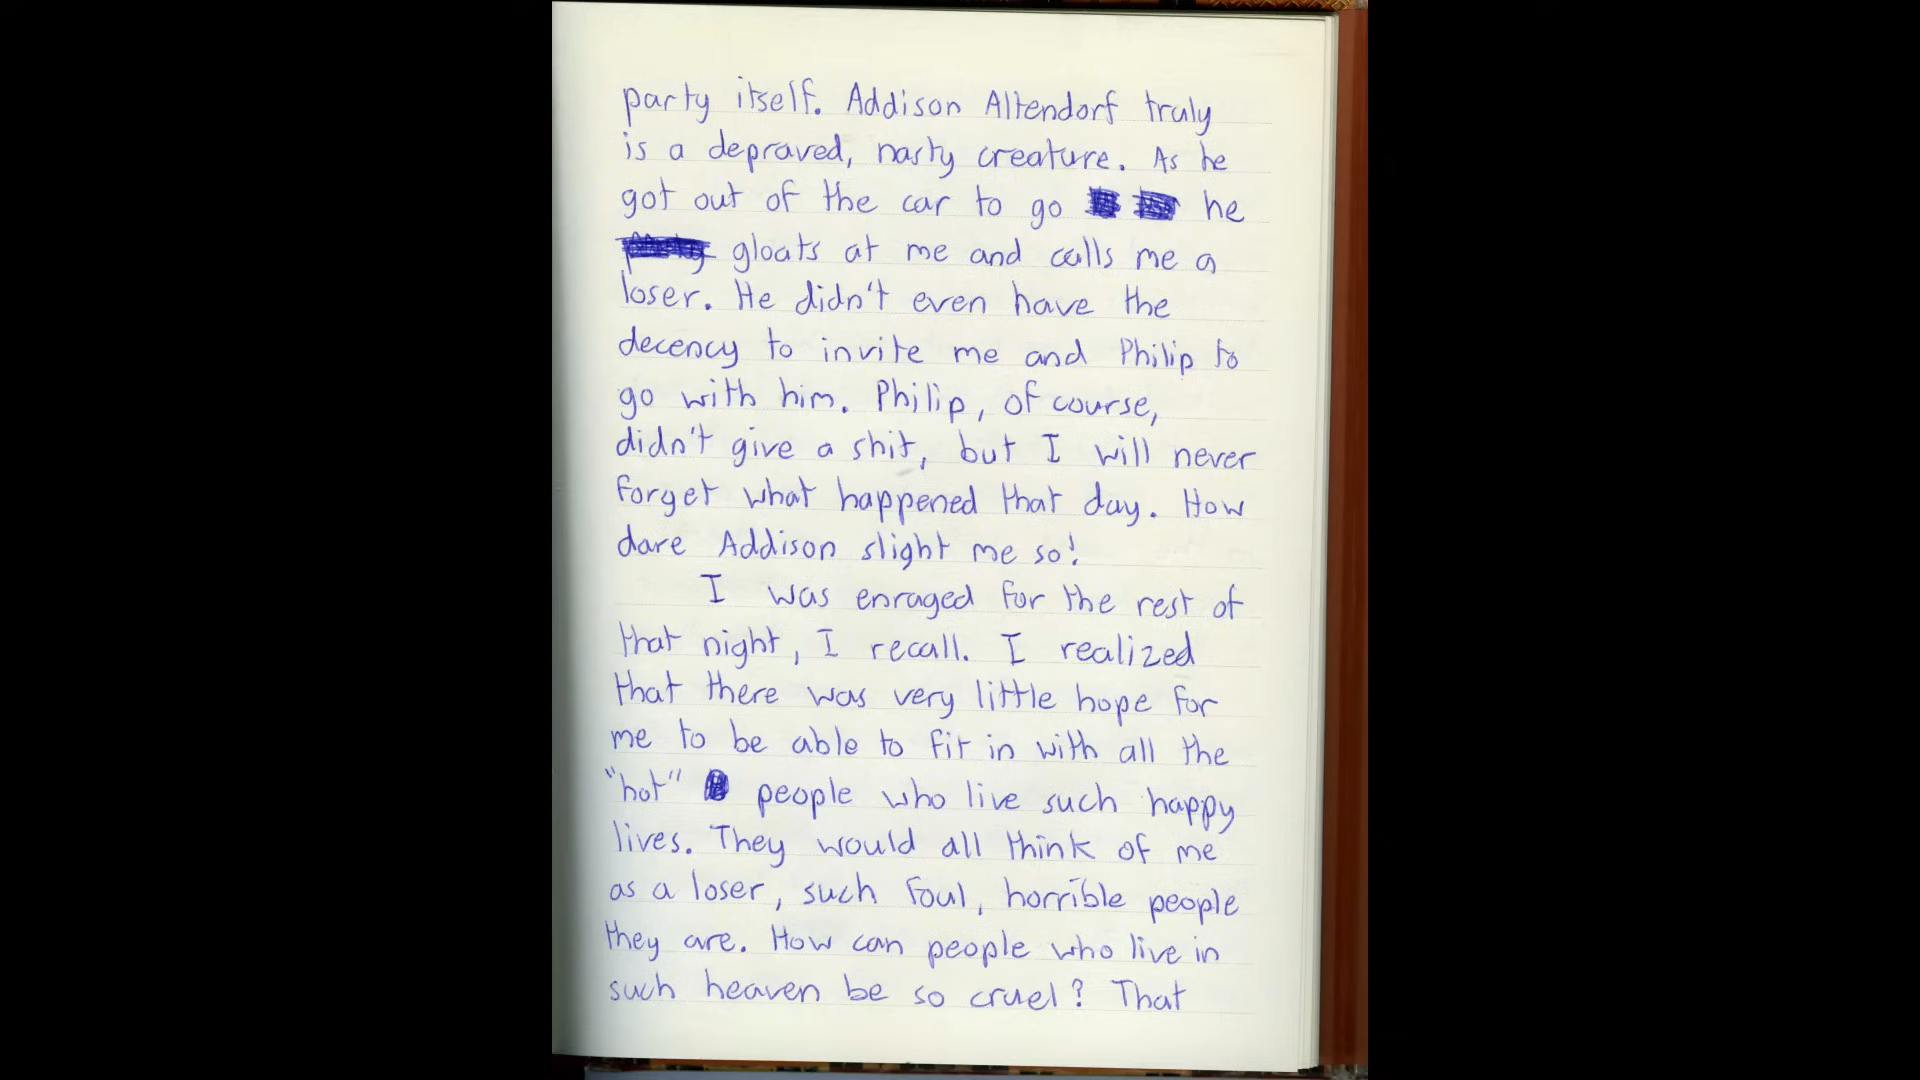 party itself. Addison Altendorf truly
is a depraved, nasty creature. As he
got out of the car to go he
gloats at me and calls me a
loser. He didn't even have the
decency to invite me and Philip to
go with him. Philip, of course,
didn't give a shit, but I will never
forget what happened that day. How
dare Addison slight me so!
I was enraged for the rest of
that night, I recall. I realized
that there was very little hope for
me to be able to fit in with all the
"hot" people who live such happy
lives. They would all think of me
as a loser, such foul, horrible people
they are. How can people who live in
such heaven be so cruel? That